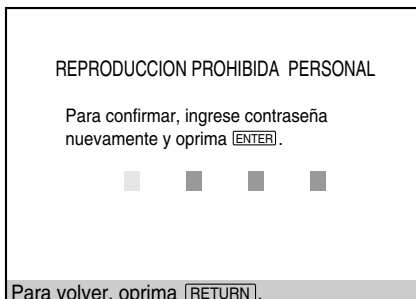 REPRODUCCION PROHIBIDA PERSONAL
Para confirmar, ingrese contraseña
nuevamente y oprima ENTER.
Para volver, oprima RETURN.